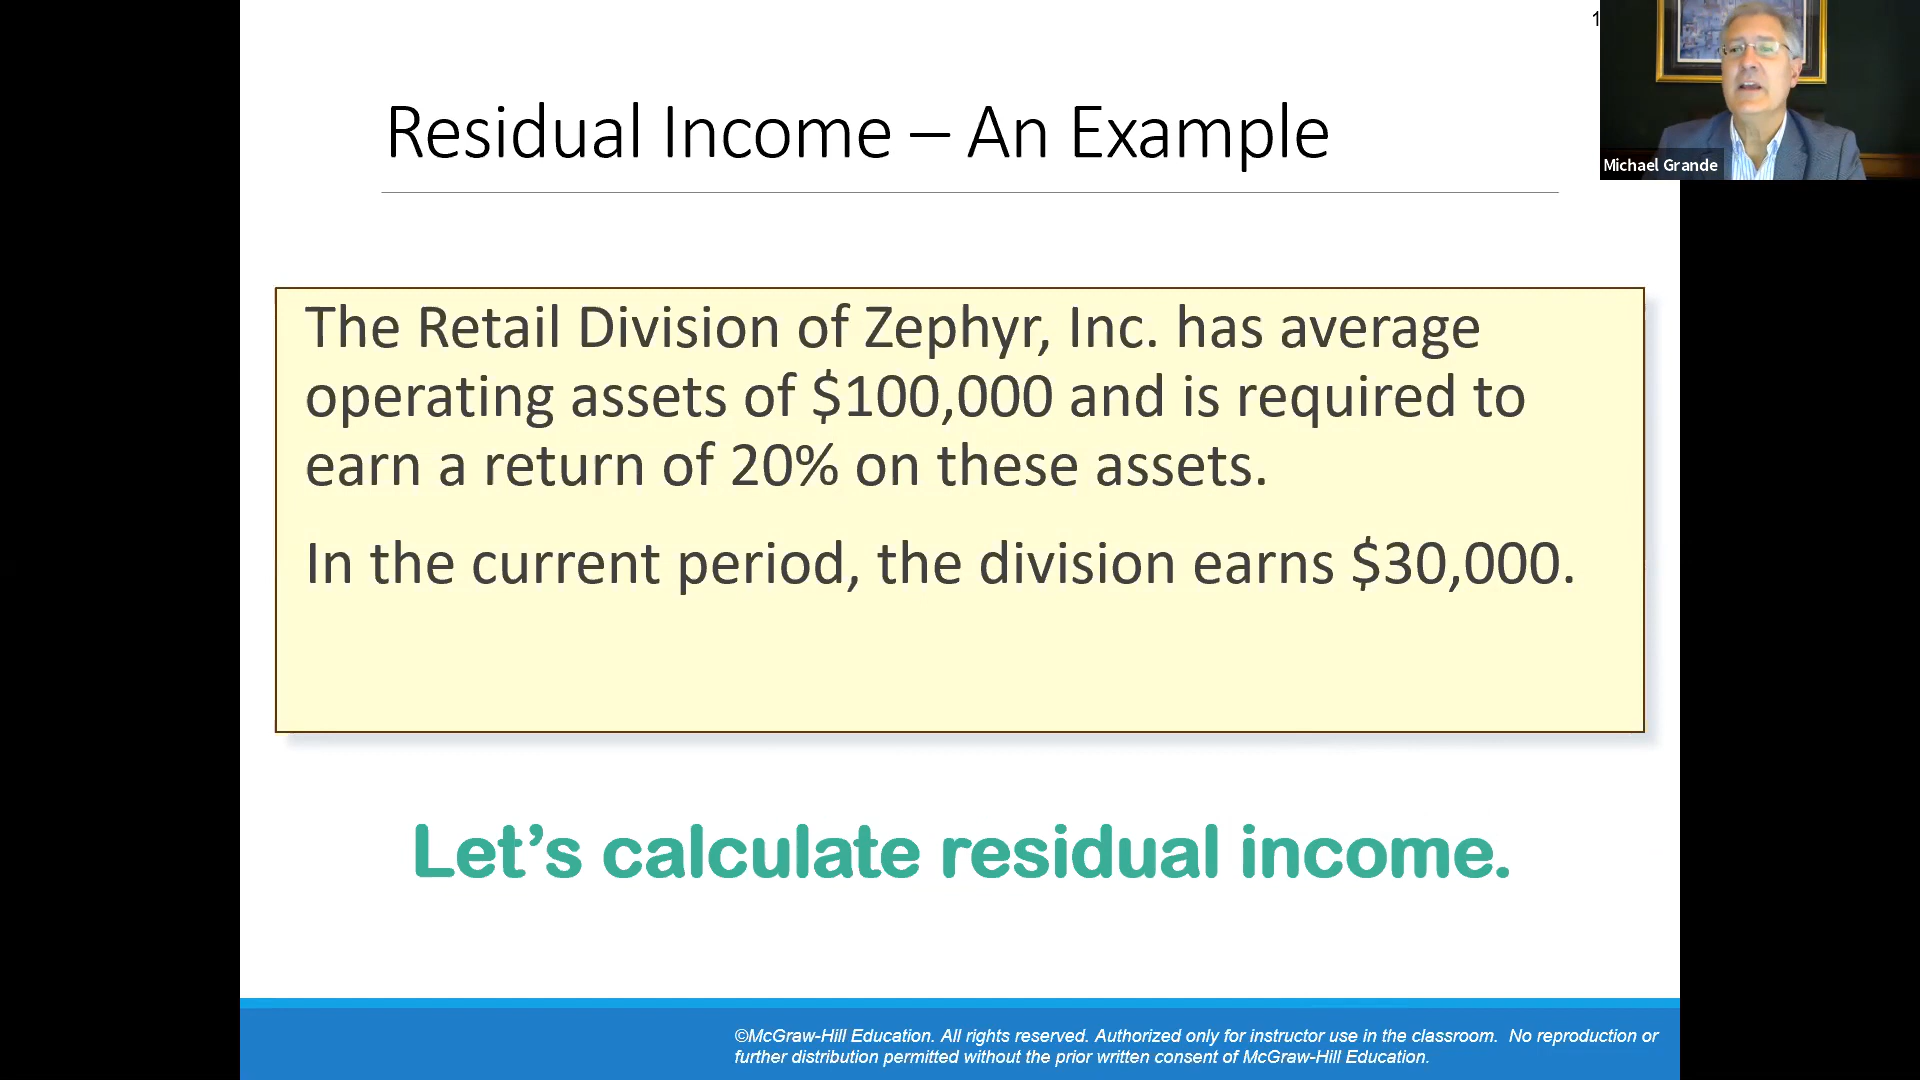 1
Residual Income – An Example
Michael Grande
The Retail Division of Zephyr, Inc. has average
operating assets of $100,000 and is required to
earn a return of 20% on these assets.
In the current period, the division earns $30,000.
Let’s calculate residual income.
©McGraw-Hill Education. All rights reserved. Authorized only for instructor use in the classroom.  No reproduction or
further distribution permitted without the prior written consent of McGraw-Hill Education.